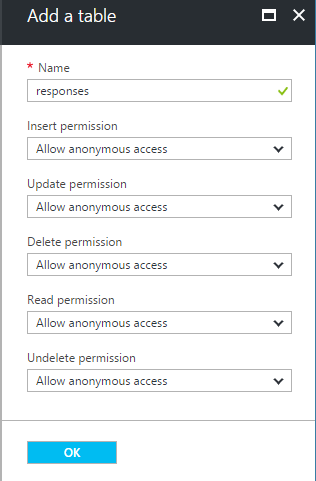 Add a table
* Name
responses
Insert permission
Allow anonymous access
Update permission
Allow anonymous access
Delete permission
Allow anonymous access
Read permission
Allow anonymous access
Undelete permission
Allow anonymous access
OK